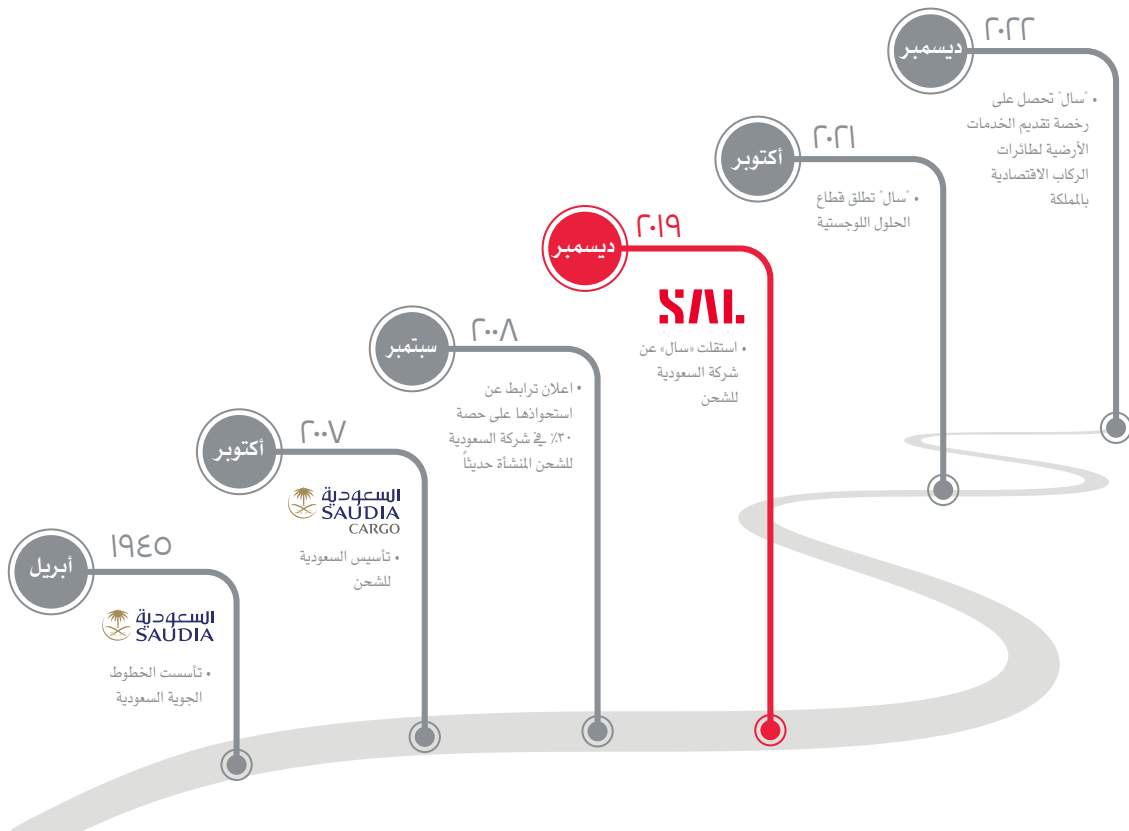 ٢٠٢٢
ديسمبر
• "سال" تحصل على
رخصة تقديم الخدمات
الأرضية لطائرات
الركاب الاقتصادية
بالمملكة
٢٠٢١
أكتوبر
• "سال" تطلق قطاع
الحلول اللوجستية
٢٠١٩
ديسمبر
SAL
• استقلت «سال» عن
شركة السعودية
للشحن
٢٠٠٨
سبتمبر
• اعلان ترابط عن
استحواذها على حصة
٣٠٪ في شركة السعودية
للشحن المنشأة حديثاً
٢٠٠٧
أكتوبر
السعودية
SAUDIA
CARGO
• تأسيس السعودية
للشحن
١٩٤٥
أبريل
السعودية
SAUDIA
• تأسست الخطوط
الجوية السعودية